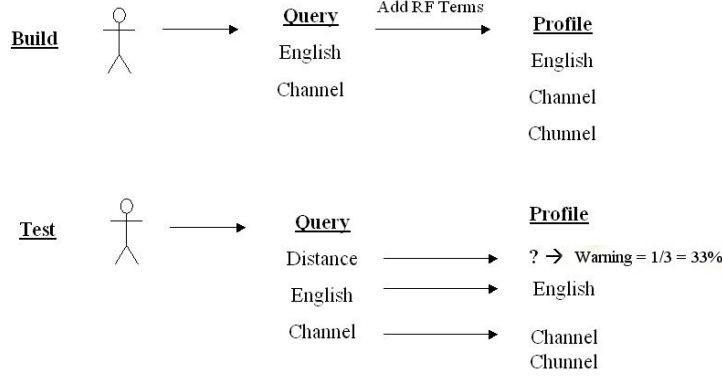 Build
Query
Add RF Terms
Profile
English
English
Channel
Channel
Chunnel
Test
Query
Profile
Distance
? → Warning = 1/3 = 33%
English
English
Channel
Channel
Chunnel